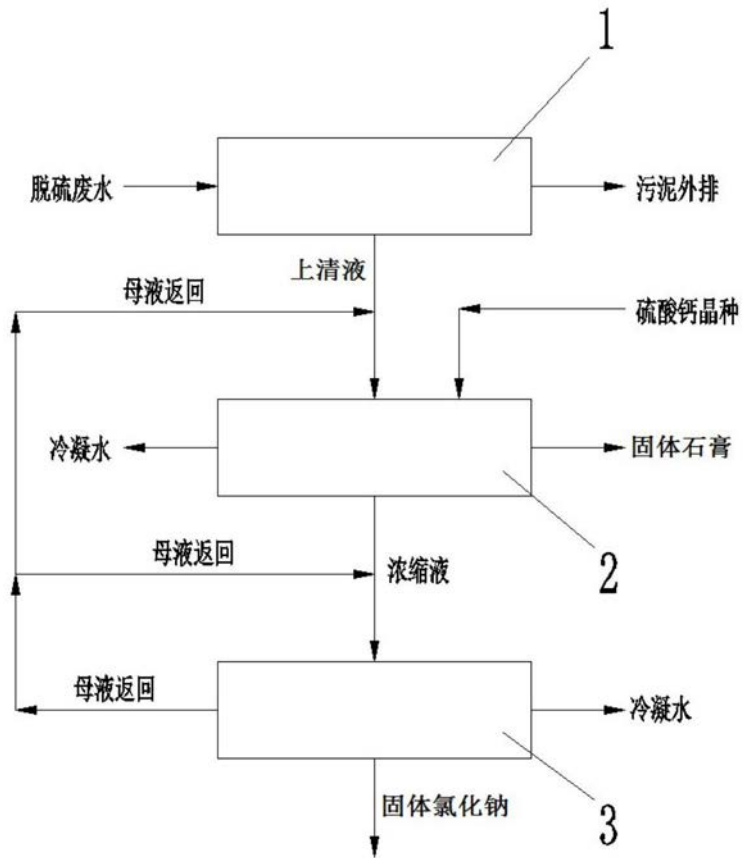 1
脱硫废水
污泥外排
上清液
母液返回
硫酸钙晶种
冷凝水
固体石膏
2
母液返回
浓缩液
母液返回
冷凝水
3
固体氯化钠